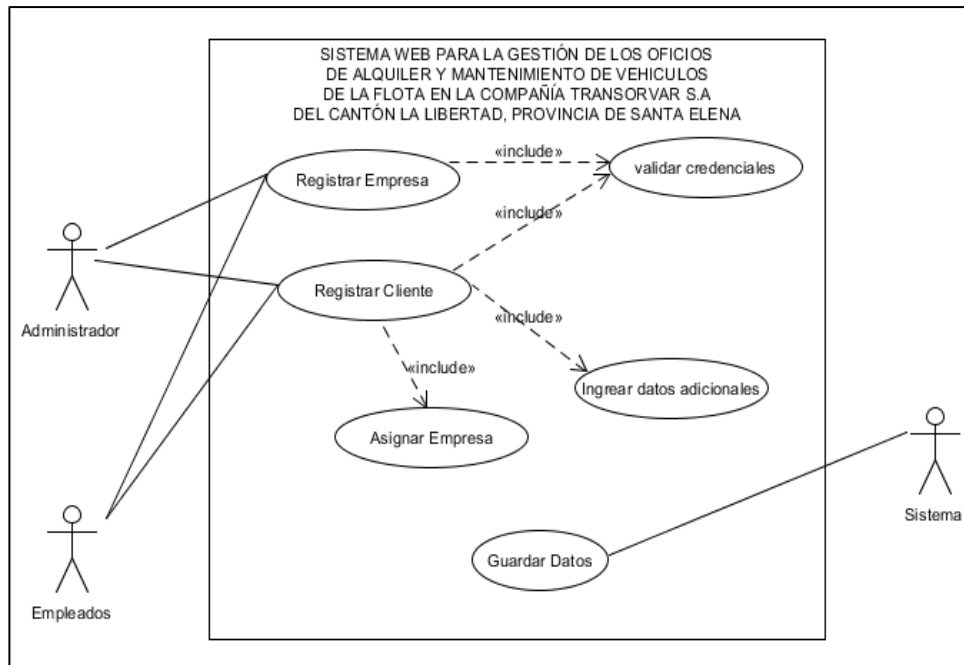 SISTEMA WEB PARA LA GESTIÓN DE LOS OFICIOS
DE ALQUILER Y MANTENIMIENTO DE VEHICULOS
DE LA FLOTA EN LA COMPAÑÍA TRANSORVAR S.A
DEL CANTÓN LA LIBERTAD, PROVINCIA DE SANTA ELENA
«include»
Registrar Empresa
validar credenciales
«include»
Registrar Cliente
Administrador
«include»
«include»
Ingrear datos adicionales
Asignar Empresa
Sistema
Guardar Datos
Empleados